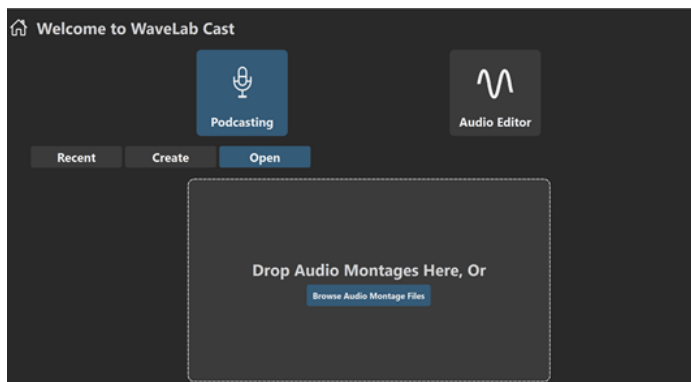 Welcome to WaveLab Cast
Podcasting
Audio Editor
Recent
Create
Open
Drop Audio Montages Here, Or
Browse Audio Montage Files